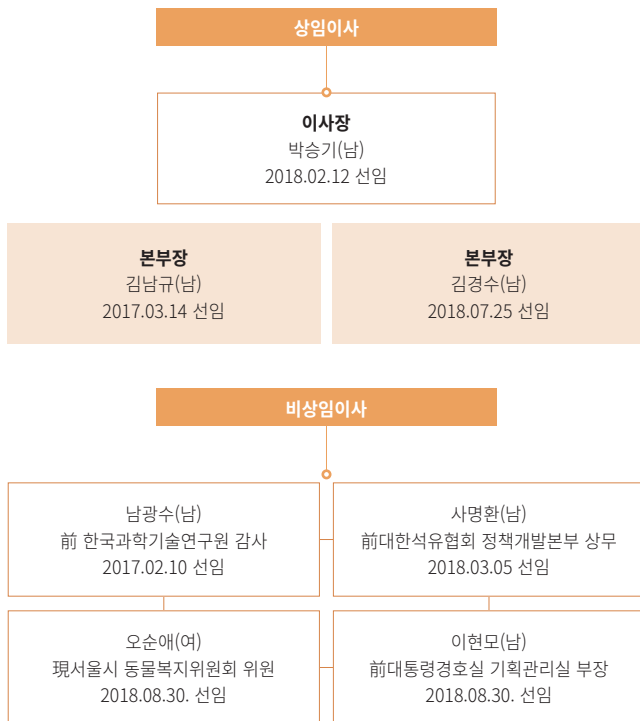 상임이사
이사장
박승기(남)
2018.02.12 선임
본부장
김남규(남)
2017.03.14 선임
본부장
김경수(남)
2018.07.25 선임
비상임이사
남광수(남)
前 한국과학기술연구원 감사
2017.02.10 선임
사명환(남)
前대한석유협회 정책개발본부 상무
2018.03.05 선임
오순애(여)
現서울시 동물복지위원회 위원
2018.08.30. 선임
이현모(남)
前대통령경호실 기획관리실 부장
2018.08.30. 선임